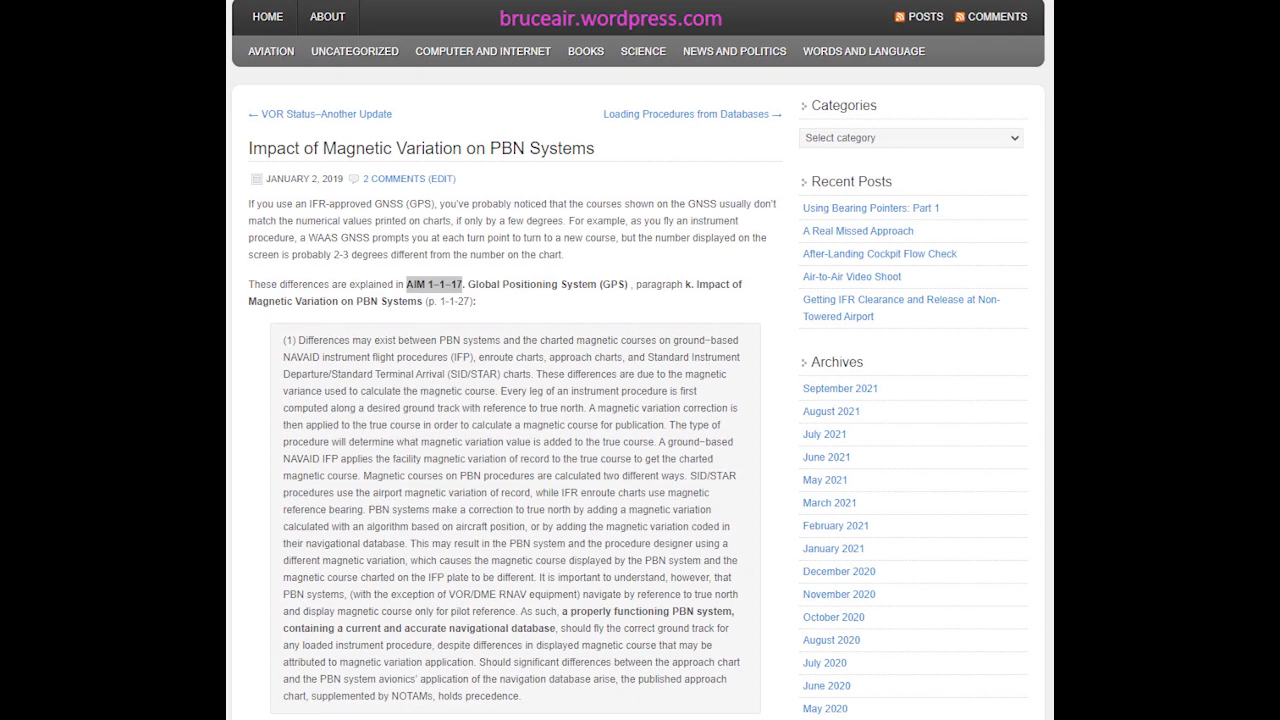 HOME
ABOUT
bruceair.wordpress.com
POSTS
COMMENTS
AVIATION
UNCATEGORIZED
COMPUTER AND INTERNET
BOOKS
SCIENCE
NEWS AND POLITICS
WORDS AND LANGUAGE
← VOR Status–Another Update
Loading Procedures from Databases →
Impact of Magnetic Variation on PBN Systems
JANUARY 2, 2019
2 COMMENTS (EDIT)
If you use an IFR-approved GNSS (GPS), you’ve probably noticed that the courses shown on the GNSS usually don’t
match the numerical values printed on charts, if only by a few degrees. For example, as you fly an instrument
procedure, a WAAS GNSS prompts you at each turn point to turn to a new course, but the number displayed on the
screen is probably 2-3 degrees different from the number on the chart.
These differences are explained in AIM 1–1–17. Global Positioning System (GPS) , paragraph k. Impact of
Magnetic Variation on PBN Systems (p. 1-1-27):
(1) Differences may exist between PBN systems and the charted magnetic courses on ground−based
NAVAID instrument flight procedures (IFP), enroute charts, approach charts, and Standard Instrument
Departure/Standard Terminal Arrival (SID/STAR) charts. These differences are due to the magnetic
variance used to calculate the magnetic course. Every leg of an instrument procedure is first
computed along a desired ground track with reference to true north. A magnetic variation correction is
then applied to the true course in order to calculate a magnetic course for publication. The type of
procedure will determine what magnetic variation value is added to the true course. A ground−based
NAVAID IFP applies the facility magnetic variation of record to the true course to get the charted
magnetic course. Magnetic courses on PBN procedures are calculated two different ways. SID/STAR
procedures use the airport magnetic variation of record, while IFR enroute charts use magnetic
reference bearing. PBN systems make a correction to true north by adding a magnetic variation
calculated with an algorithm based on aircraft position, or by adding the magnetic variation coded in
their navigational database. This may result in the PBN system and the procedure designer using a
different magnetic variation, which causes the magnetic course displayed by the PBN system and the
magnetic course charted on the IFP plate to be different. It is important to understand, however, that
PBN systems, (with the exception of VOR/DME RNAV equipment) navigate by reference to true north
and display magnetic course only for pilot reference. As such, a properly functioning PBN system,
containing a current and accurate navigational database, should fly the correct ground track for
any loaded instrument procedure, despite differences in displayed magnetic course that may be
attributed to magnetic variation application. Should significant differences between the approach chart
and the PBN system avionics’ application of the navigation database arise, the published approach
chart, supplemented by NOTAMs, holds precedence.
Categories
Select category
Recent Posts
Using Bearing Pointers: Part 1
A Real Missed Approach
After-Landing Cockpit Flow Check
Air-to-Air Video Shoot
Getting IFR Clearance and Release at Non-
Towered Airport
Archives
September 2021
August 2021
July 2021
June 2021
May 2021
March 2021
February 2021
January 2021
December 2020
November 2020
October 2020
August 2020
July 2020
June 2020
May 2020